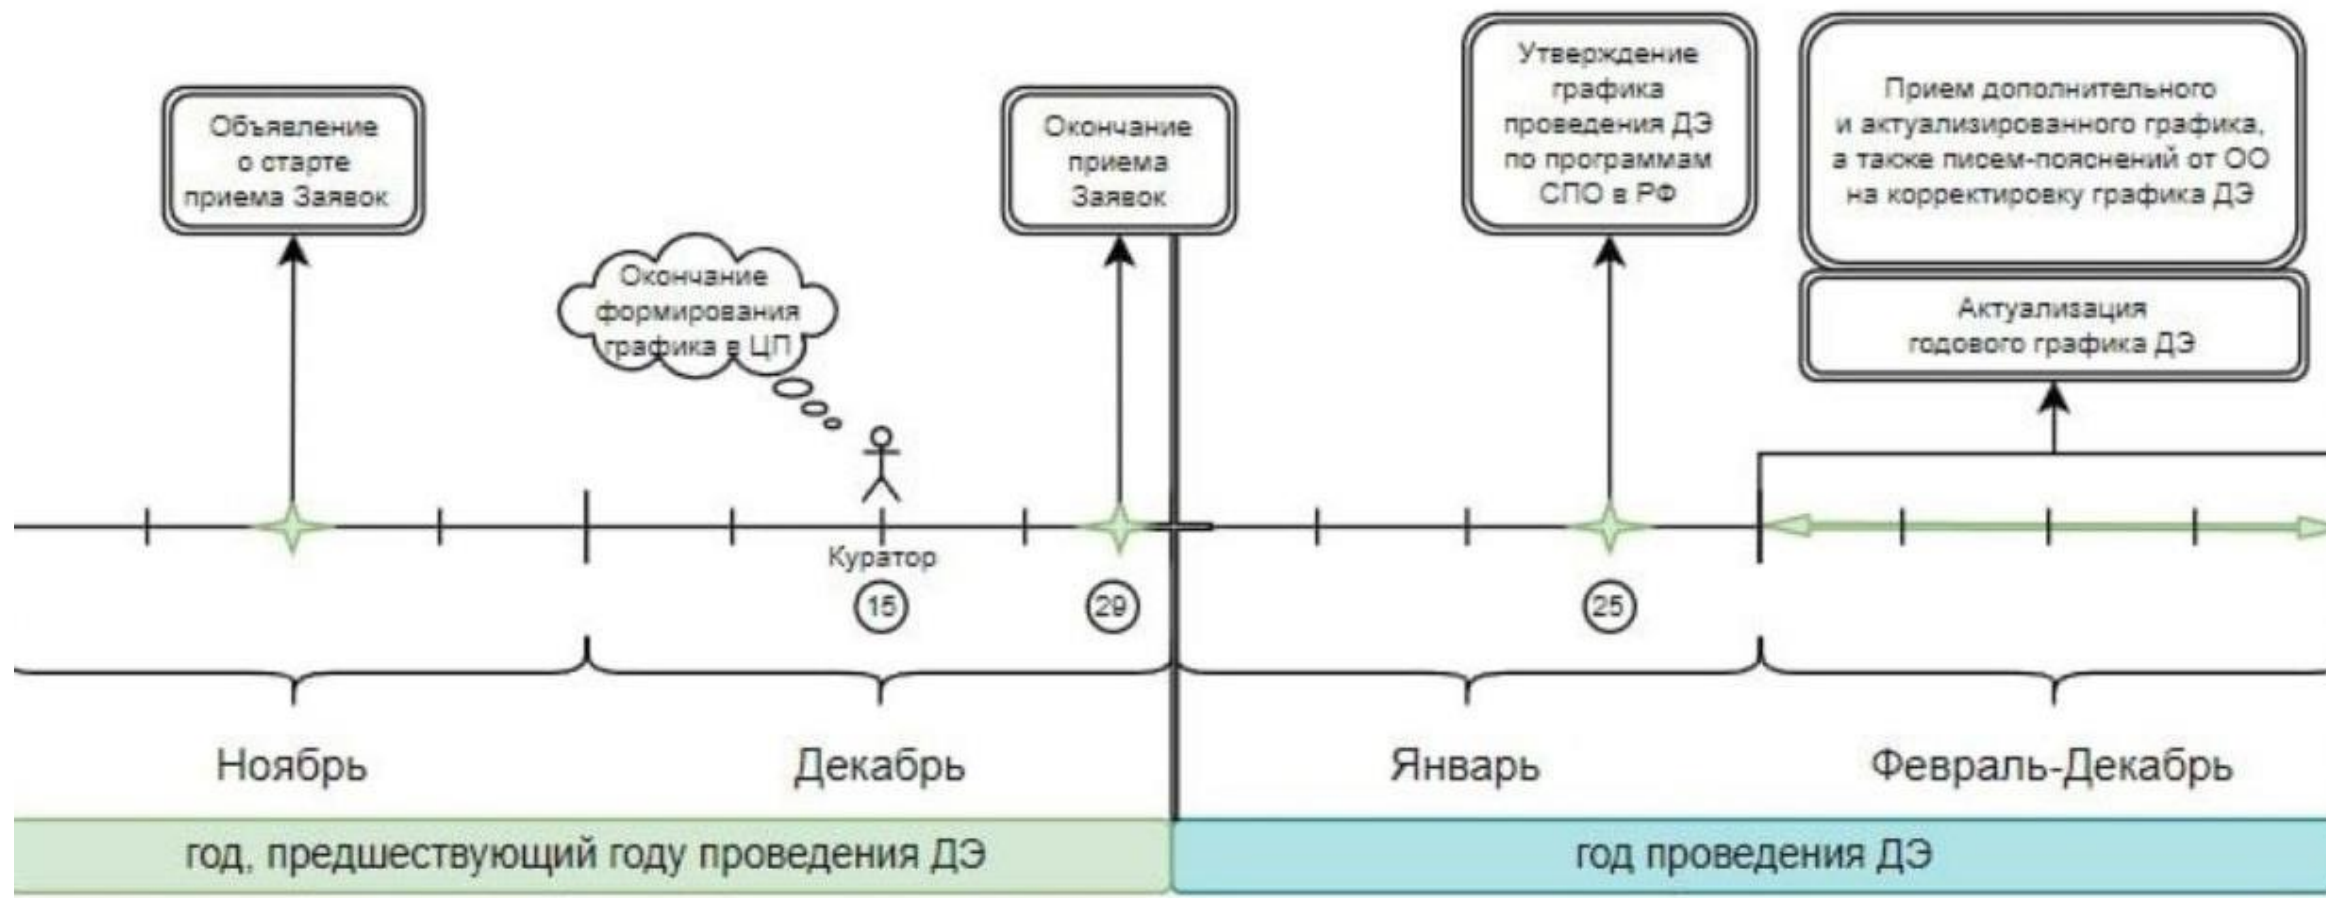 Объявление
о старте
приема Заявок
Окончание
формирования
графика в ЦП
Окончание
приема
Заявок
Утверждение
графика
проведения ДЭ
по программам
СПО в РФ
Прием дополнительного
и актуализированного графика,
а также писем-пояснений от ОО
на корректировку графика ДЭ
Актуализация
годового графика ДЭ
Куратор
15
29
25
Ноябрь
Декабрь
Январь
Февраль-Декабрь
год, предшествующий году проведения ДЭ
год проведения ДЭ